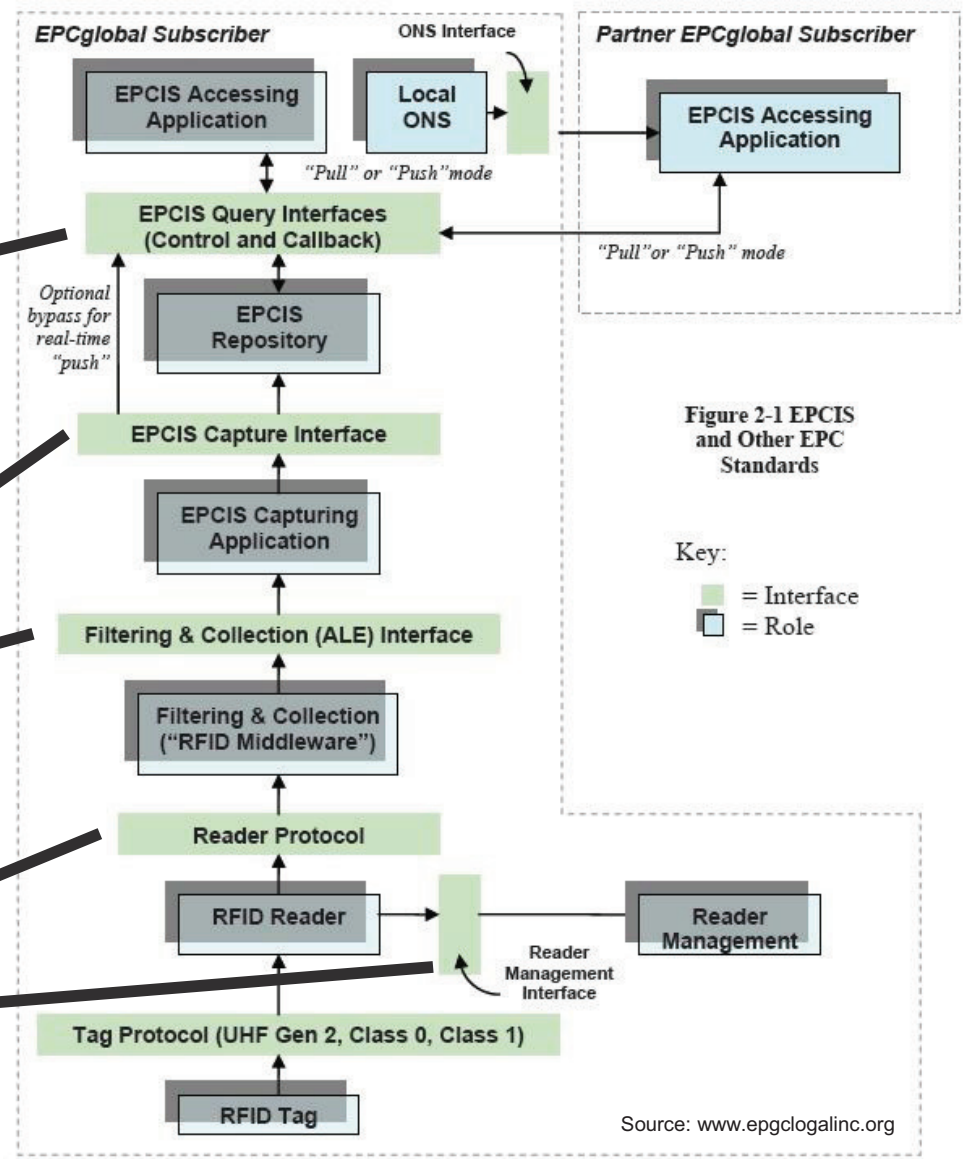 EPCglobal Subscriber
ONS Interface
Partner EPCglobal Subscriber
EPCIS Accessing
Application
Local
ONS
EPCIS Accessing
Application
“Pull” or “Push”mode
EPCIS Query Interfaces
(Control and Callback)
“Pull”or “Push” mode
Optional
bypass for
real-time
“push”
EPCIS
Repository
EPCIS Capture Interface
Figure 2-1 EPCIS
and Other EPC
Standards
EPCIS Capturing
Application
Key:
= Interface
= Role
Filtering & Collection (ALE) Interface
Filtering & Collection
(“RFID Middleware”)
Reader Protocol
RFID Reader
Reader
Management
Reader
Management
Interface
Tag Protocol (UHF Gen 2, Class 0, Class 1)
RFID Tag
Source: www.epgclogalinc.org